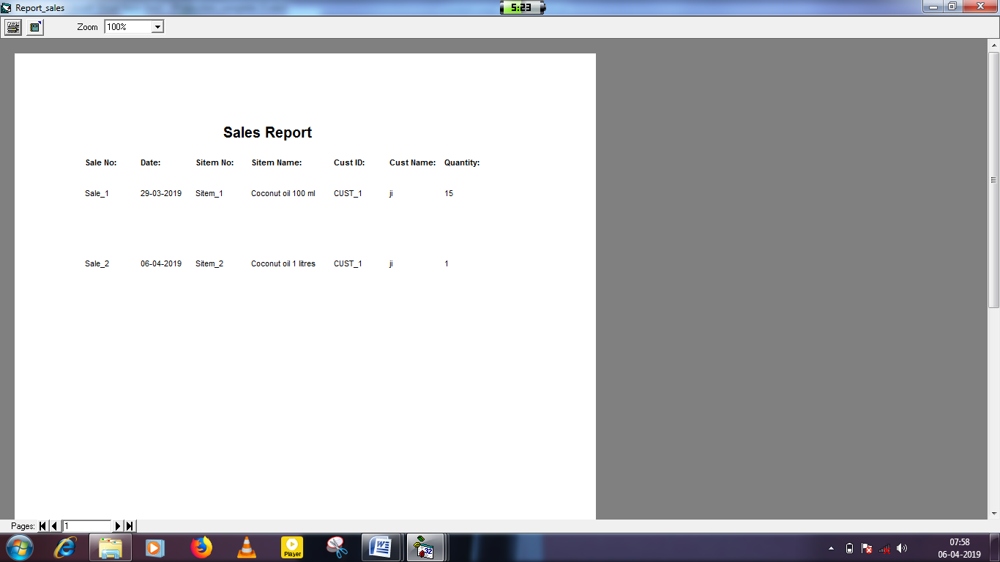 Report_sales
5:23
Zoom 100%
Sales Report
Sale No: Date: Sitem No: Sitem Name: Cust ID: Cust Name: Quantity:
Sale_1 29-03-2019 Sitem_1 Coconut oil 100 ml CUST_1 ji 15
Sale_2 06-04-2019 Sitem_2 Coconut oil 1 litres CUST_1 ji 1
Pages: 1
Player
32
07:58
06-04-2019